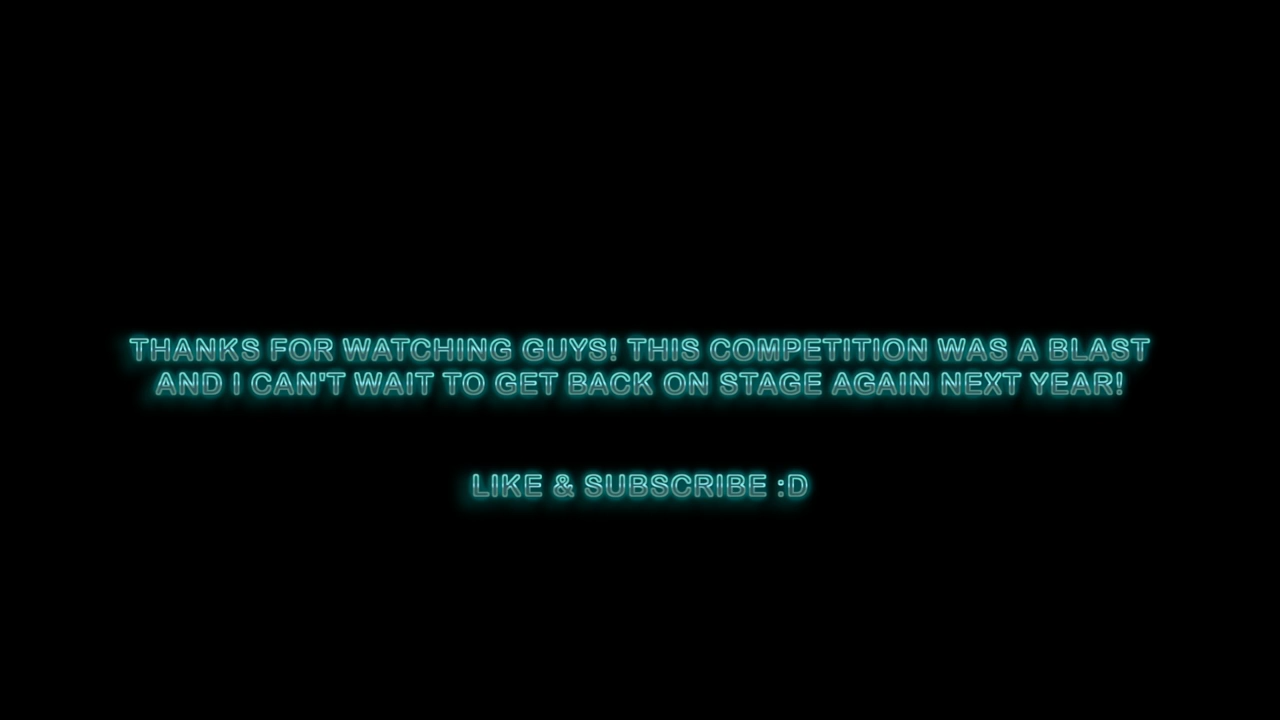 THANKS FOR WATCHING GUYS! THIS COMPETITION WAS A BLAST
AND I CAN'T WAIT TO GET BACK ON STAGE AGAIN NEXT YEAR!
LIKE & SUBSCRIBE :D